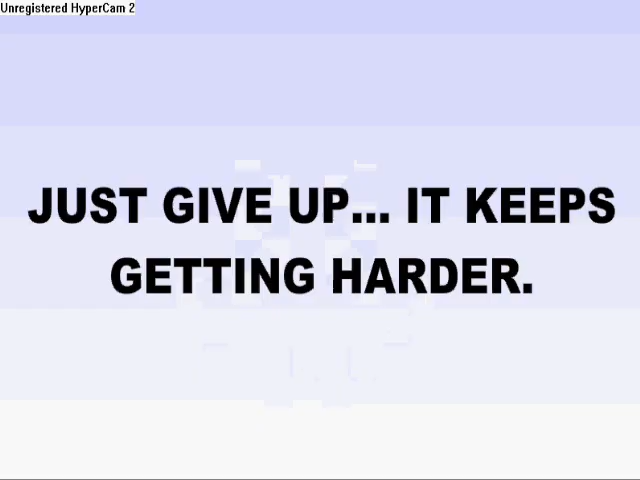 Unregistered HyperCam 2
JUST GIVE UP... IT KEEPS
GETTING HARDER.